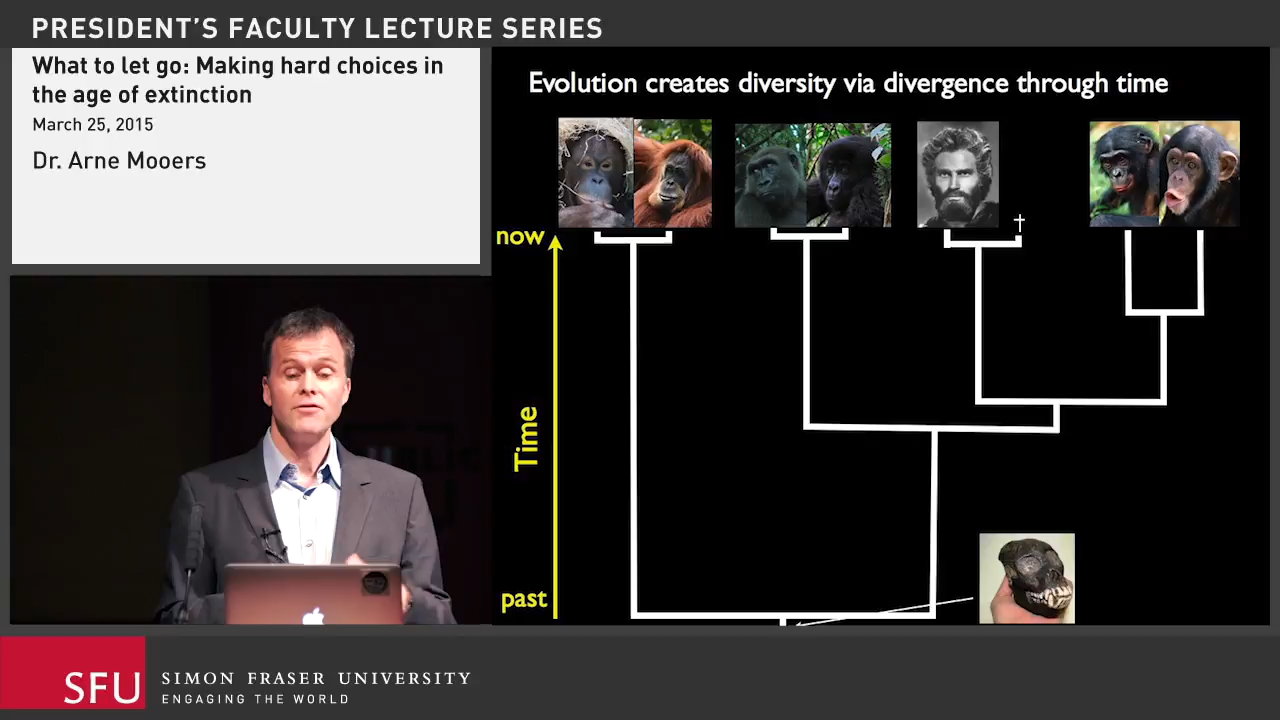 PRESIDENT'S FACULTY LECTURE SERIES
What to let go: Making hard choices in
the age of extinction
March 25, 2015
Dr. Arne Mooers
Evolution creates diversity via divergence through time
†
now
Time
past
SFU
SIMON FRASER UNIVERSITY
ENGAGING THE WORLD